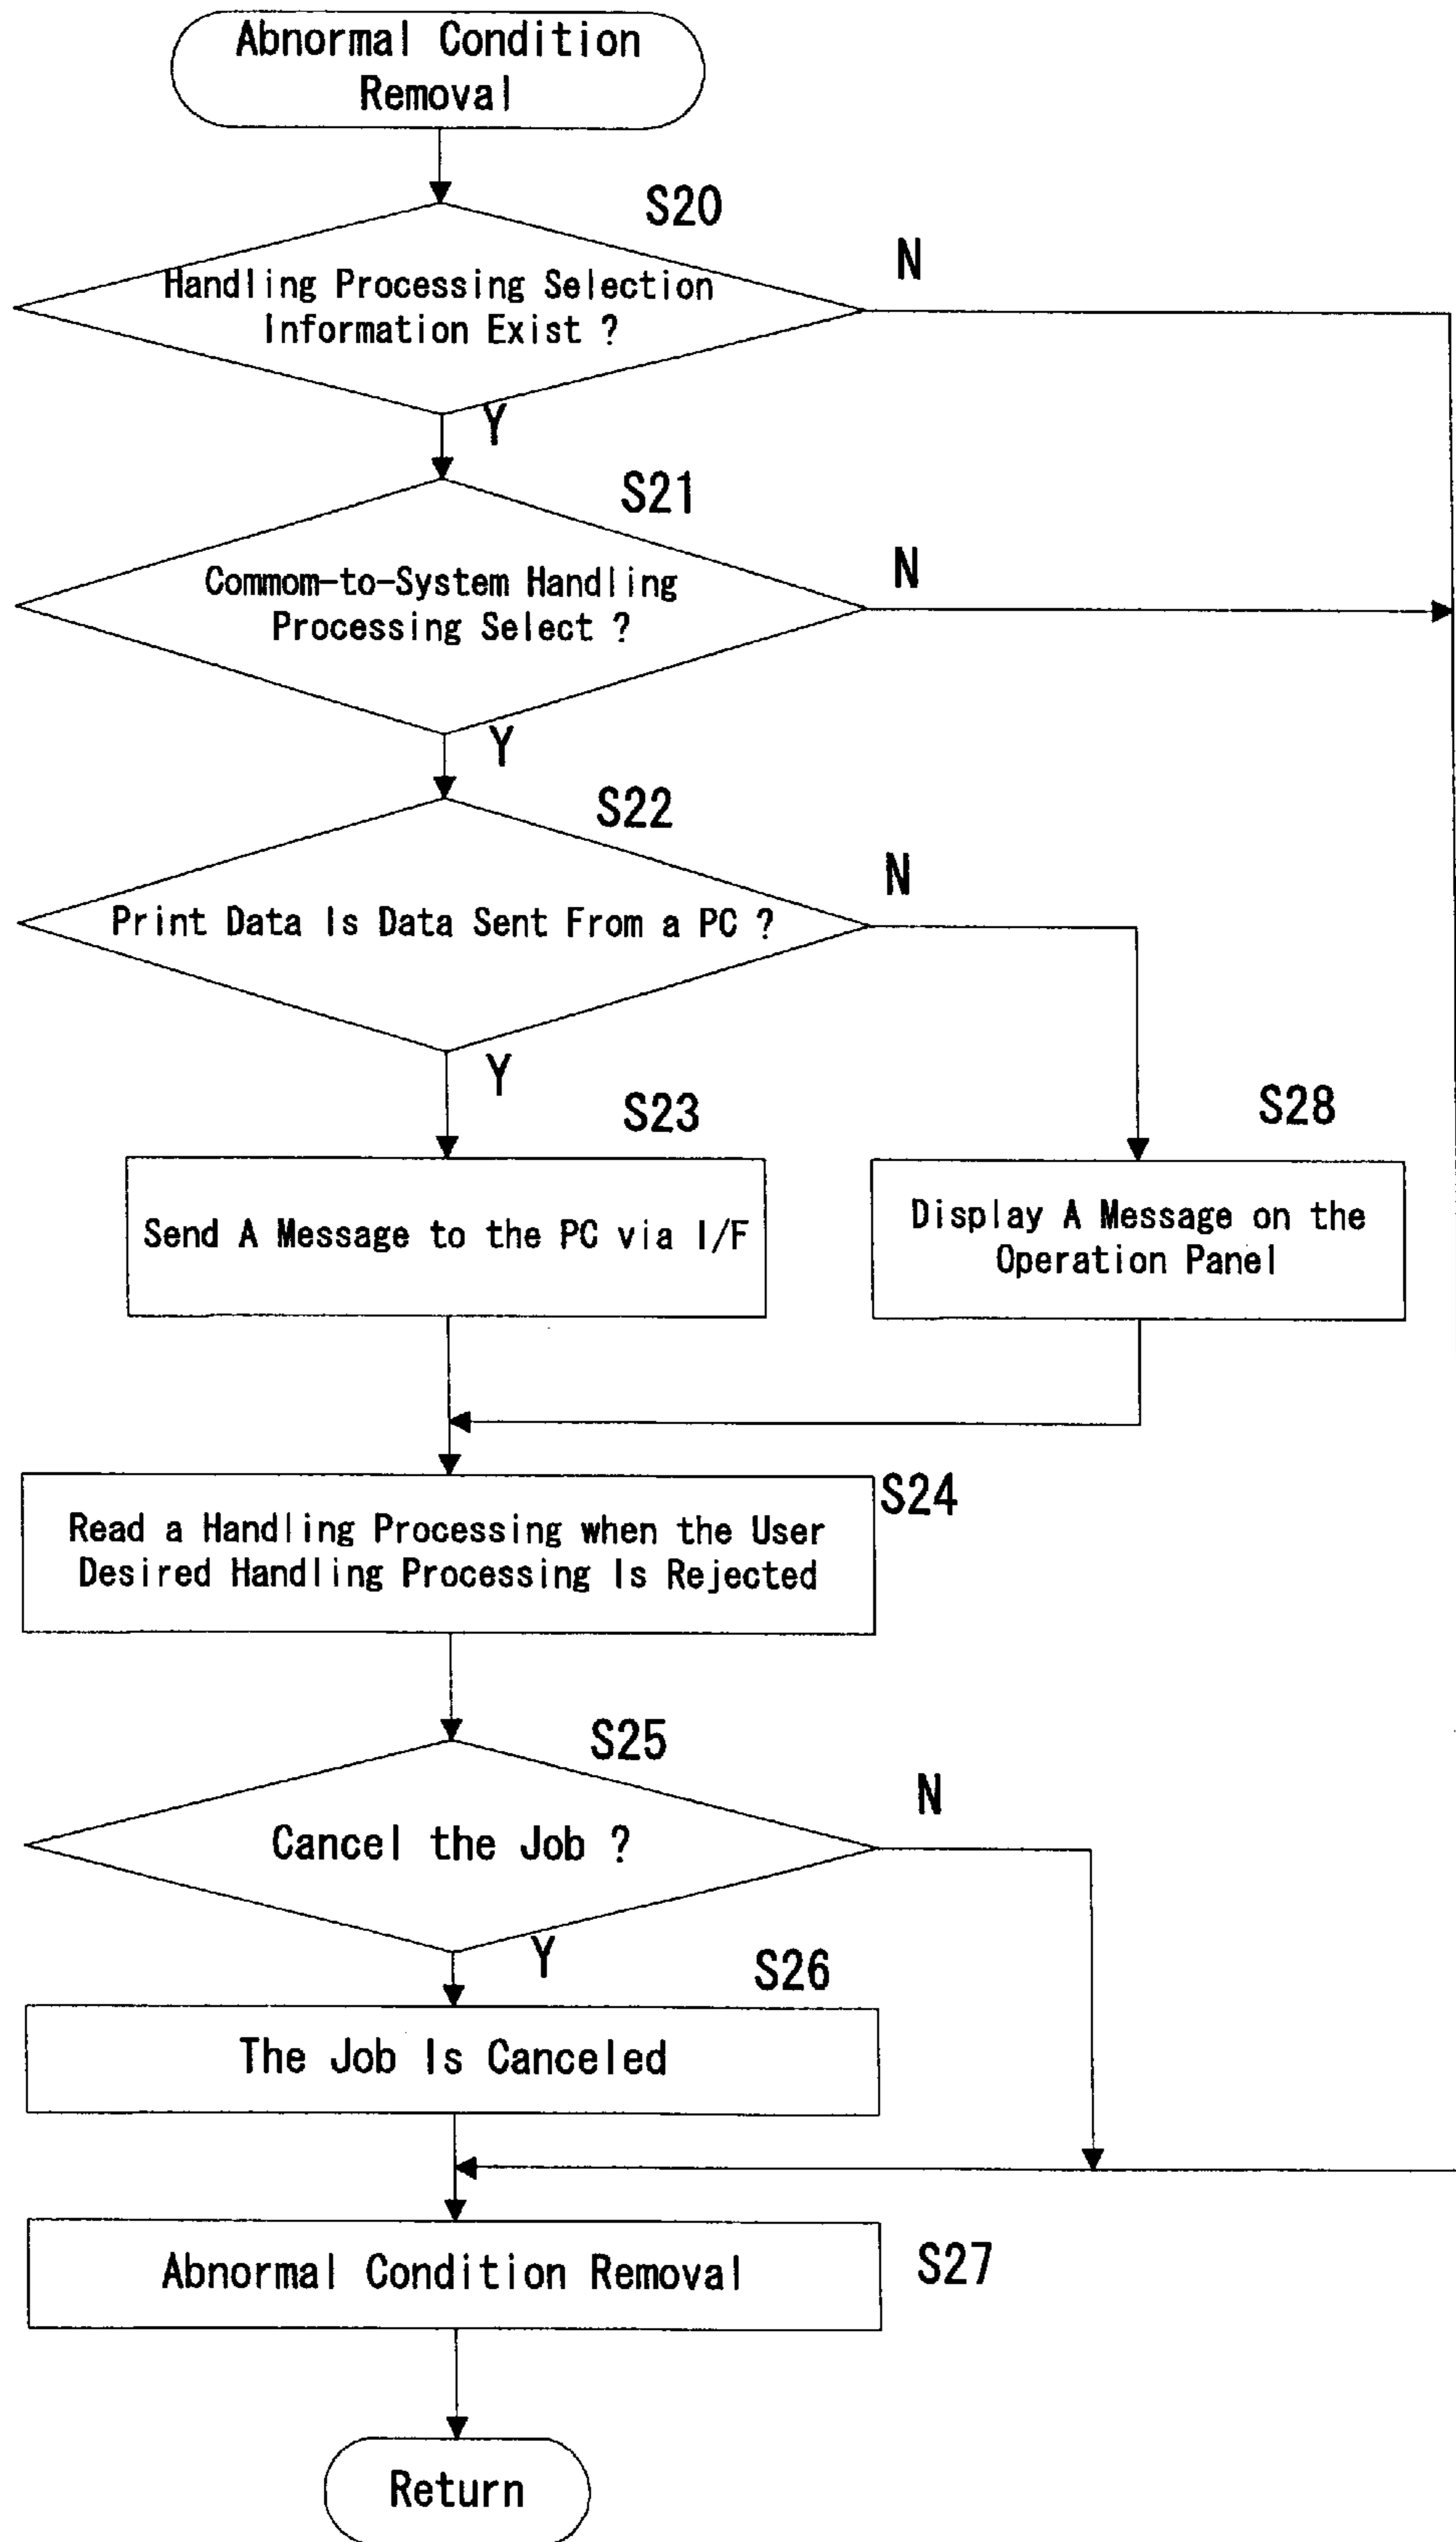 Abnormal Condition
Removal
S20
N
Handling Processing Selection
Information Exist ?
Y
S21
N
Commom-to-System Handling
Processing Select ?
Y
S22
N
Print Data Is Data Sent From a PC ?
Y
S23
S28
Send A Message to the PC via I/F
Display A Message on the
Operation Panel
S24
Read a Handling Processing when the User
Desired Handling Processing Is Rejected
S25
N
Cancel the Job ?
Y
S26
The Job Is Canceled
Abnormal Condition Removal
S27
Return